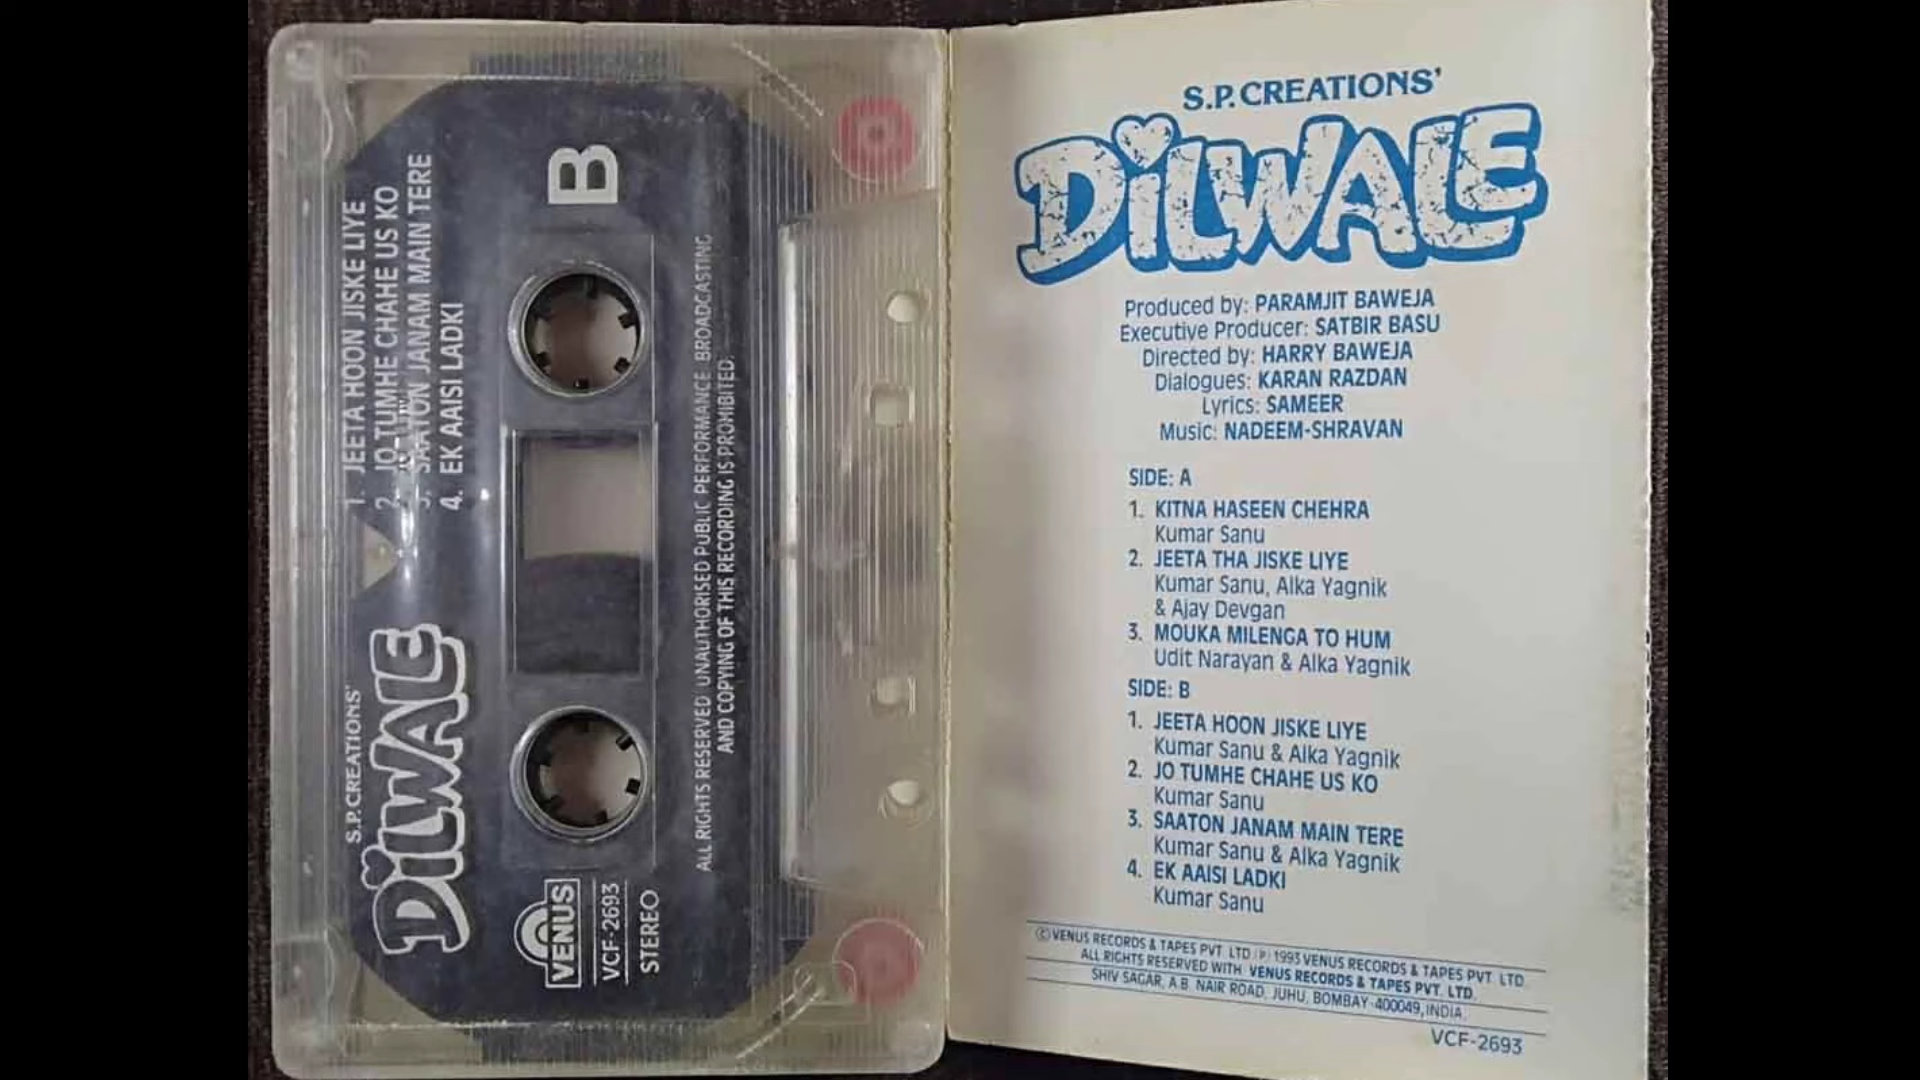 S.P. CREATIONS'
DILWALE
1. JEETA HOON JISKE LIYE
2. JO TUMHE CHAHE US KO
3. SAATON JANAM MAIN TERE
4. EK AAISI LADKI
B
VENUS
VCF-2693
STEREO
ALL RIGHTS RESERVED UNAUTHORISED PUBLIC PERFORMANCE BROADCASTING
AND COPYING OF THIS RECORDING IS PROHIBITED.
S.P. CREATIONS'
DILWALE
Produced by: PARAMJIT BAWEJA
Executive Producer: SATBIR BASU
Directed by: HARRY BAWEJA
Dialogues: KARAN RAZDAN
Lyrics: SAMEER
Music: NADEEM-SHRAVAN
SIDE: A
1. KITNA HASEEN CHEHRA
Kumar Sanu
2. JEETA THA JISKE LIYE
Kumar Sanu, Alka Yagnik
& Ajay Devgan
3. MOUKA MILENGA TO HUM
Udit Narayan & Alka Yagnik
SIDE: B
1. JEETA HOON JISKE LIYE
Kumar Sanu & Alka Yagnik
2. JO TUMHE CHAHE US KO
Kumar Sanu
3. SAATON JANAM MAIN TERE
Kumar Sanu & Alka Yagnik
4. EK AAISI LADKI
Kumar Sanu
© VENUS RECORDS & TAPES PVT. LTD. ℗ 1993 VENUS RECORDS & TAPES PVT. LTD.
ALL RIGHTS RESERVED WITH VENUS RECORDS & TAPES PVT. LTD.
SHIV SAGAR, A.B. NAIR ROAD, JUHU, BOMBAY-400049, INDIA.
VCF-2693